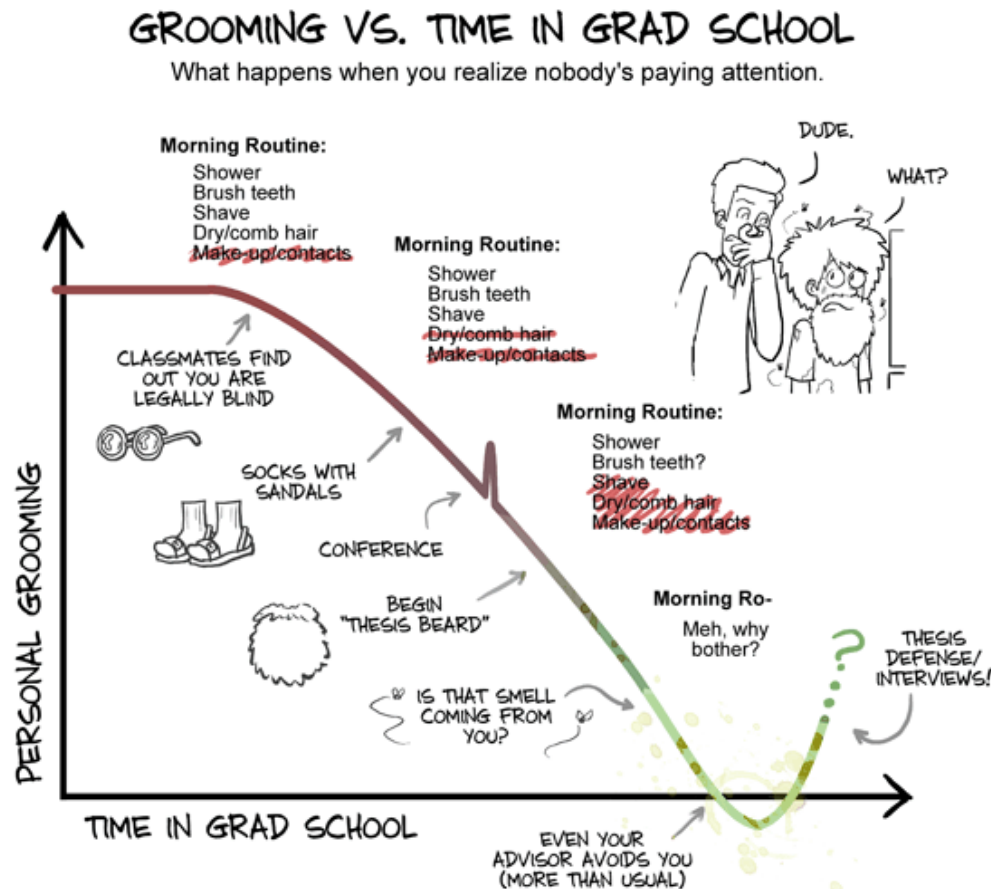 GROOMING VS. TIME IN GRAD SCHOOL
What happens when you realize nobody's paying attention.
DUDE.
WHAT?
Morning Routine:
Shower
Brush teeth
Shave
Dry/comb hair
Make-up/contacts
Morning Routine:
Shower
Brush teeth
Shave
Dry/comb hair
Make-up/contacts
CLASSMATES FIND
OUT YOU ARE
LEGALLY BLIND
Morning Routine:
Shower
Brush teeth?
Shave
Dry/comb hair
Make-up/contacts
SOCKS WITH
SANDALS
CONFERENCE
BEGIN
"THESIS BEARD"
Morning Ro-
Meh, why
bother?
?
THESIS
DEFENSE/
INTERVIEWS!
IS THAT SMELL
COMING FROM
YOU?
EVEN YOUR
ADVISOR AVOIDS YOU
(MORE THAN USUAL)
PERSONAL GROOMING
TIME IN GRAD SCHOOL